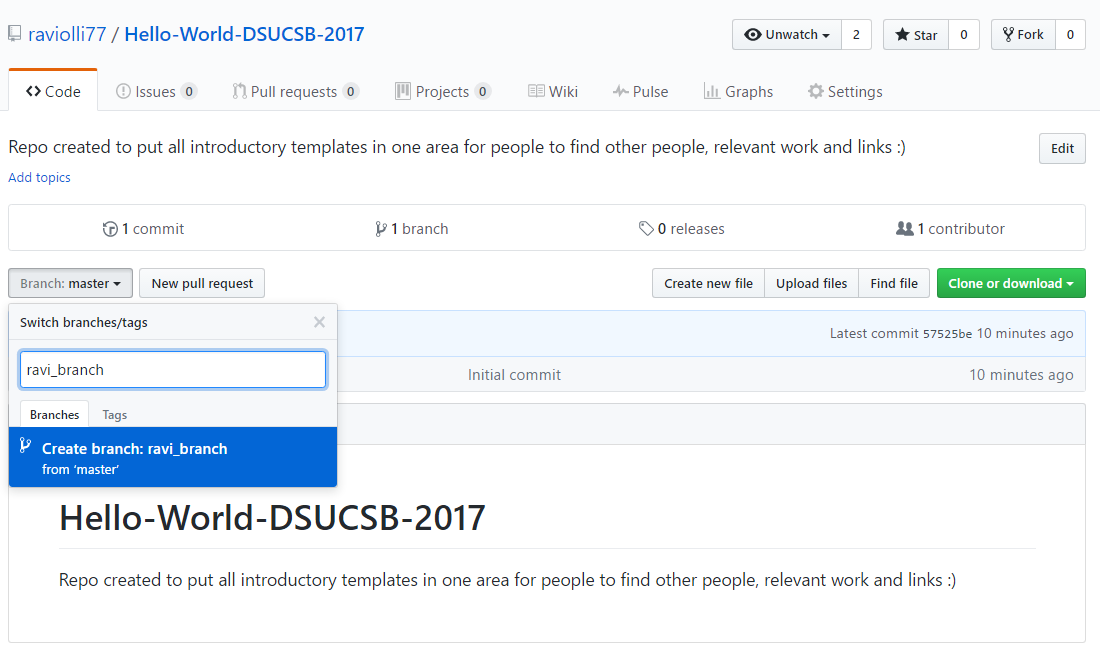 raviolli77 / Hello-World-DSUCSB-2017
Unwatch 2 Star 0 Fork 0
Code Issues 0 Pull requests 0 Projects 0 Wiki Pulse Graphs Settings
Repo created to put all introductory templates in one area for people to find other people, relevant work and links :)
Edit
Add topics
1 commit 1 branch 0 releases 1 contributor
Branch: master New pull request Create new file Upload files Find file Clone or download
Switch branches/tags
Latest commit 57525be 10 minutes ago
ravi_branch
Initial commit 10 minutes ago
Branches Tags
Create branch: ravi_branch
from ‘master’
Hello-World-DSUCSB-2017
Repo created to put all introductory templates in one area for people to find other people, relevant work and links :)